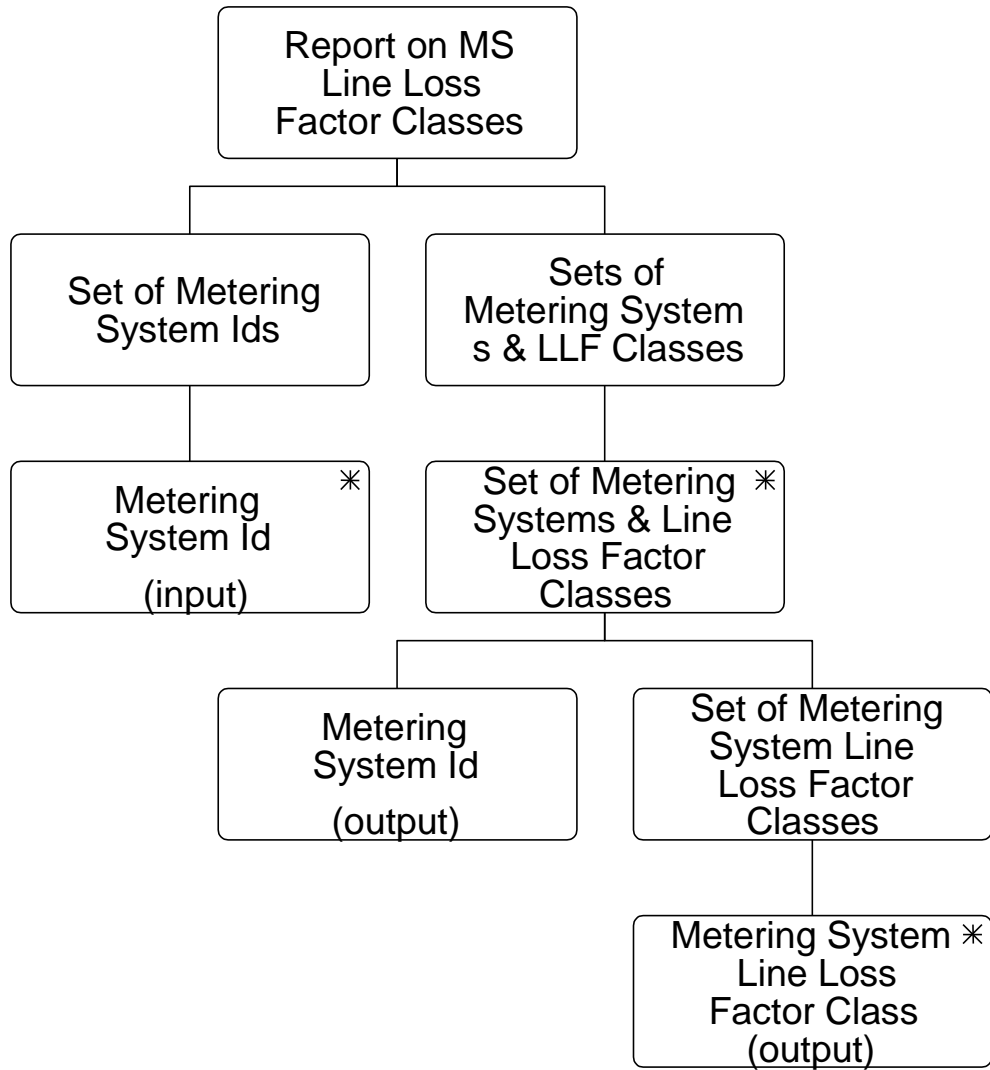 Report on MS
Line Loss
Factor Classes
Set of Metering
System Ids
Sets of
Metering System
s & LLF Classes
Metering
System Id
(input)
Set of Metering
Systems & Line
Loss Factor
Classes
Metering
System Id
(output)
Set of Metering
System Line
Loss Factor
Classes
Metering System
Line Loss
Factor Class
(output)